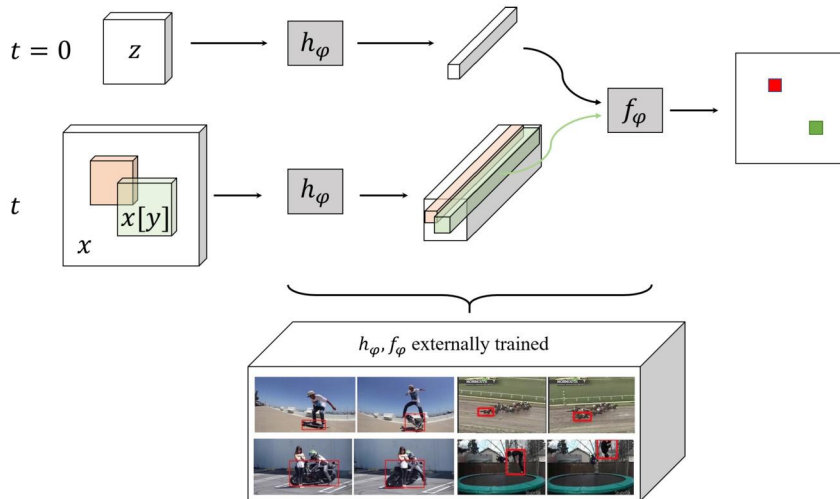 t = 0
z
h_φ
f_φ
t
x
x[y]
h_φ
h_φ, f_φ externally trained